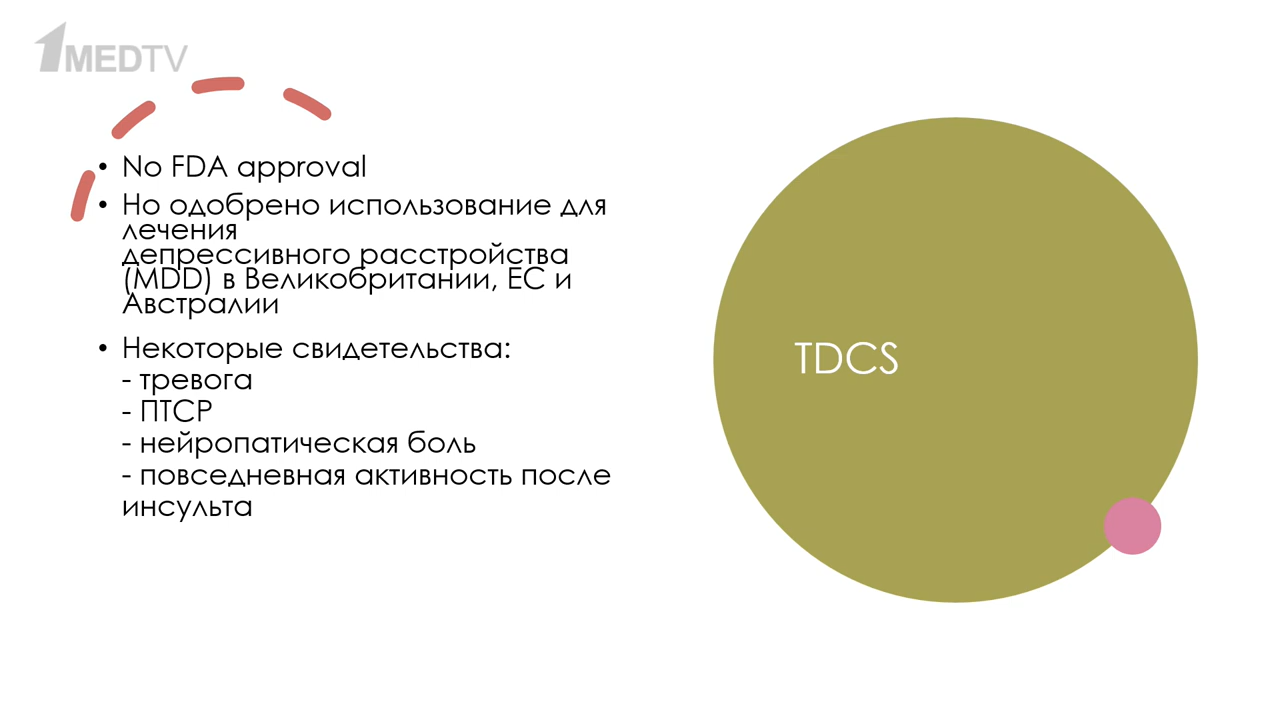 1MEDTV
• No FDA approval
• Но одобрено использование для
лечения
депрессивного расстройства
(MDD) в Великобритании, ЕС и
Австралии
• Некоторые свидетельства:
- тревога
- ПТСР
- нейропатическая боль
- повседневная активность после
инсульта
TDCS